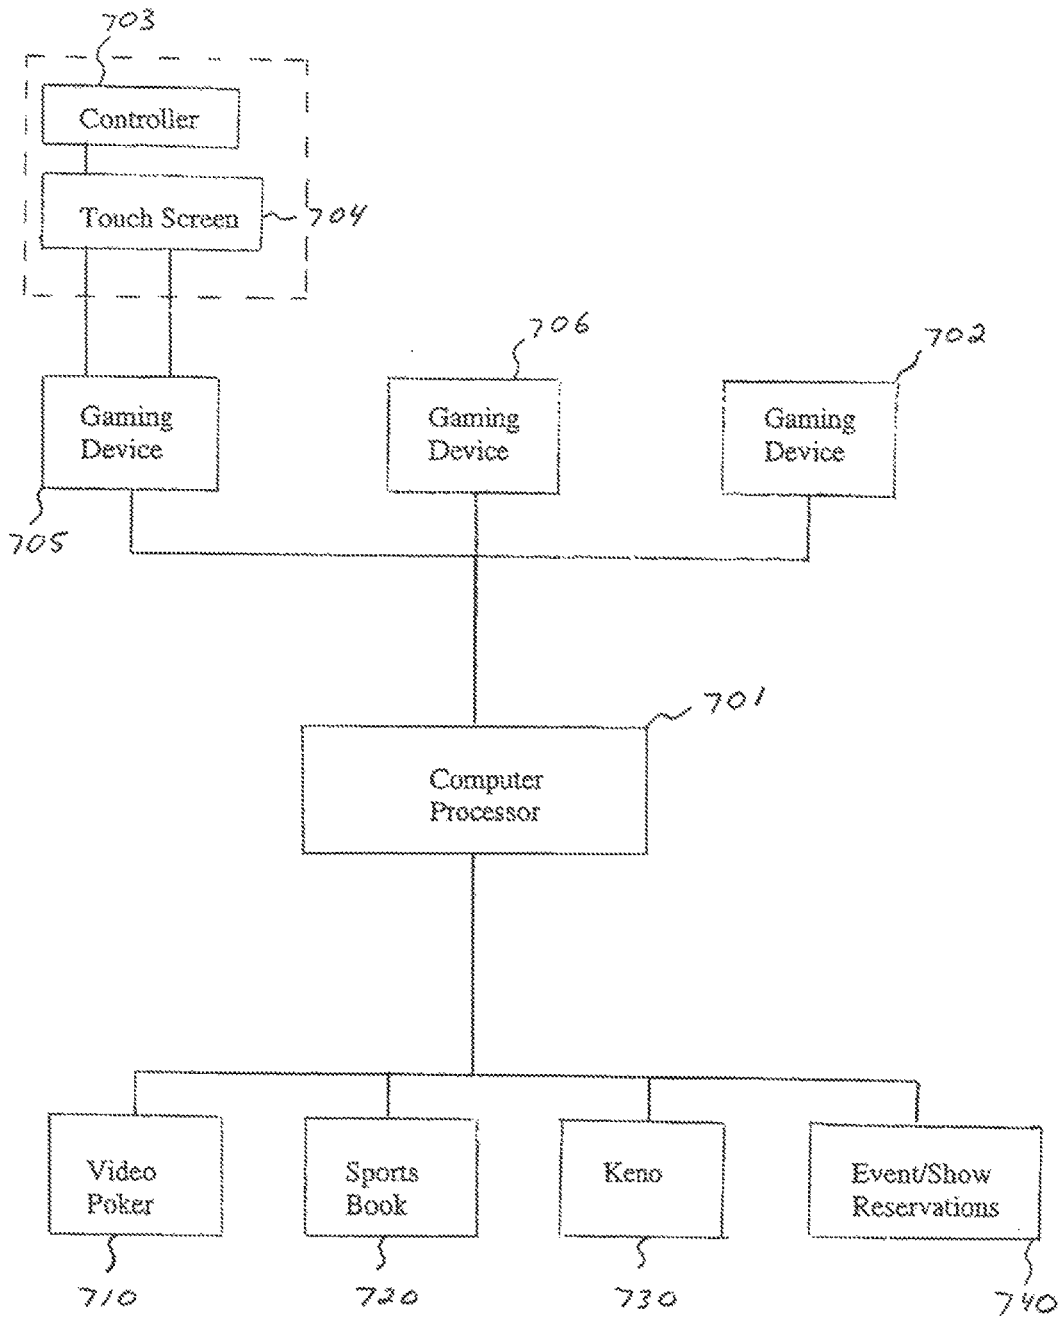 703
Controller
Touch Screen
704
706
702
Gaming
Device
Gaming
Device
Gaming
Device
705
701
Computer
Processor
Video
Poker
Sports
Book
Keno
Event/Show
Reservations
710
720
730
740